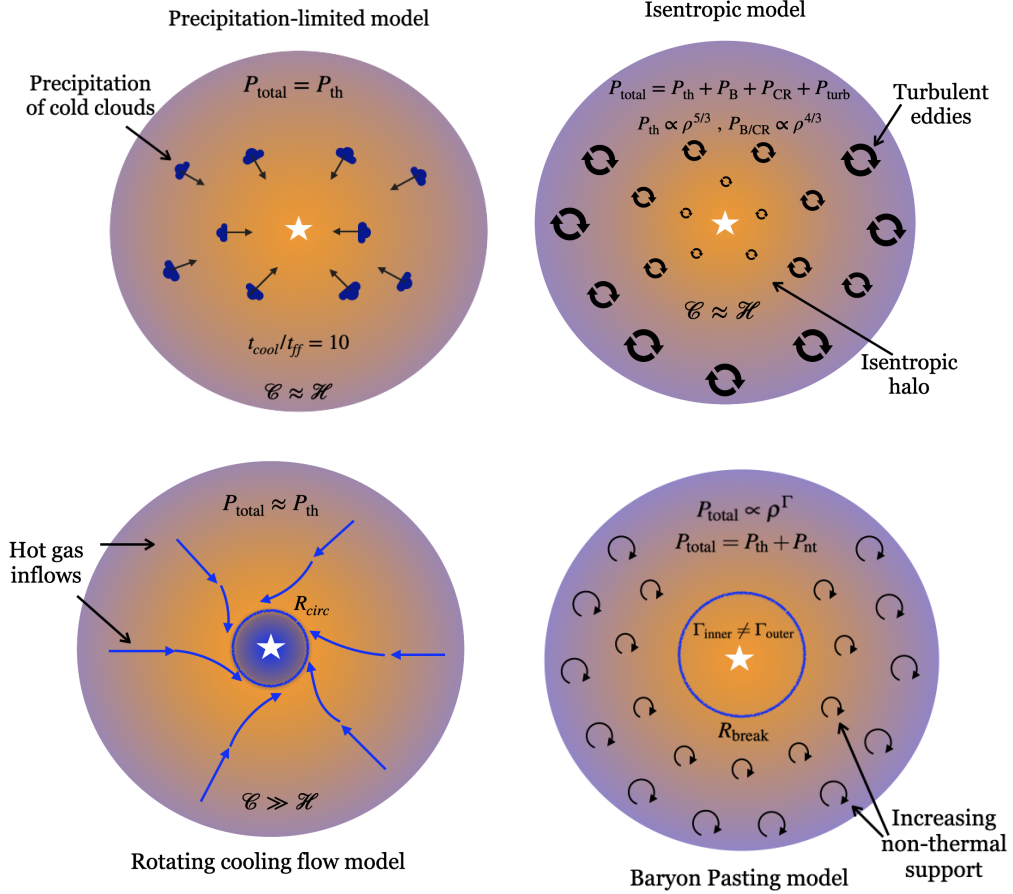 Precipitation-limited model
Precipitation
of cold clouds
P_total = P_th
t_cool/t_ff = 10
𝒞 ≈ ℋ
Isentropic model
P_total = P_th + P_B + P_CR + P_turb
P_th ∝ ρ^5/3 , P_B/CR ∝ ρ^4/3
Turbulent
eddies
𝒞 ≈ ℋ
Isentropic
halo
P_total ≈ P_th
Hot gas
inflows
R_circ
𝒞 ≫ ℋ
Rotating cooling flow model
P_total ∝ ρ^Γ
P_total = P_th + P_nt
Γ_inner ≠ Γ_outer
R_break
Increasing
non-thermal
support
Baryon Pasting model